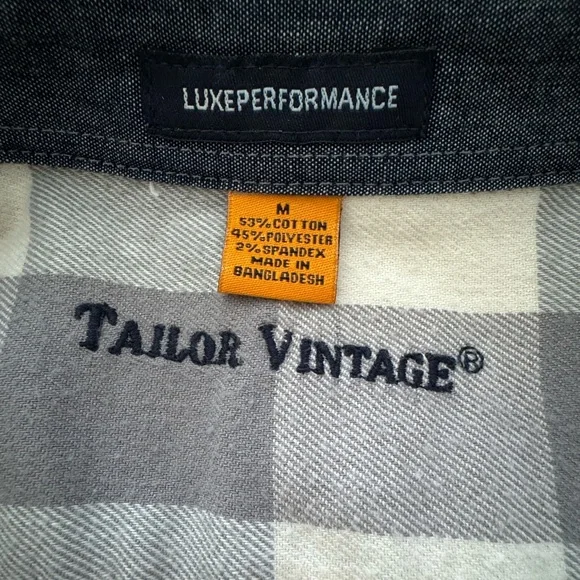 LUXEPERFORMANCE
M
53% COTTON
45% POLYESTER
2% SPANDEX
MADE IN
BANGLADESH
TAILOR VINTAGE®